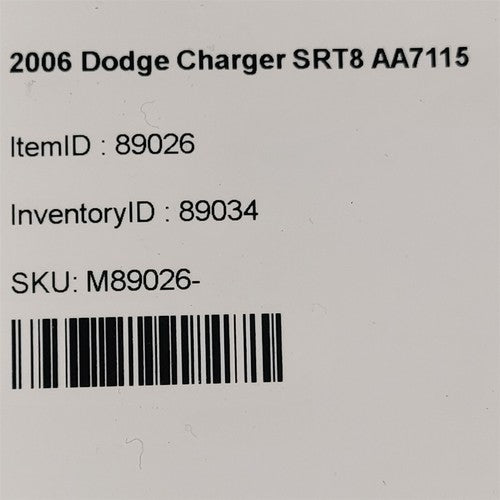 2006 Dodge Charger SRT8 AA7115
ItemID : 89026
InventoryID : 89034
SKU: M89026-